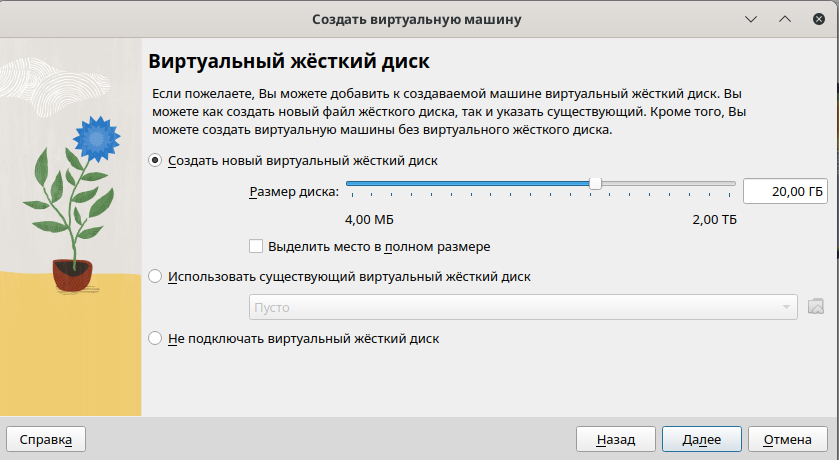 Создать виртуальную машину
Виртуальный жёсткий диск
Если пожелаете, Вы можете добавить к создаваемой машине виртуальный жёсткий диск. Вы
можете как создать новый файл жёсткого диска, так и указать существующий. Кроме того, Вы
можете создать виртуальную машины без виртуального жёсткого диска.
Создать новый виртуальный жёсткий диск
Размер диска: 20,00 ГБ
4,00 МБ 2,00 ТБ
Выделить место в полном размере
Использовать существующий виртуальный жёсткий диск
Пусто
Не подключать виртуальный жёсткий диск
Справка Назад Далее Отмена